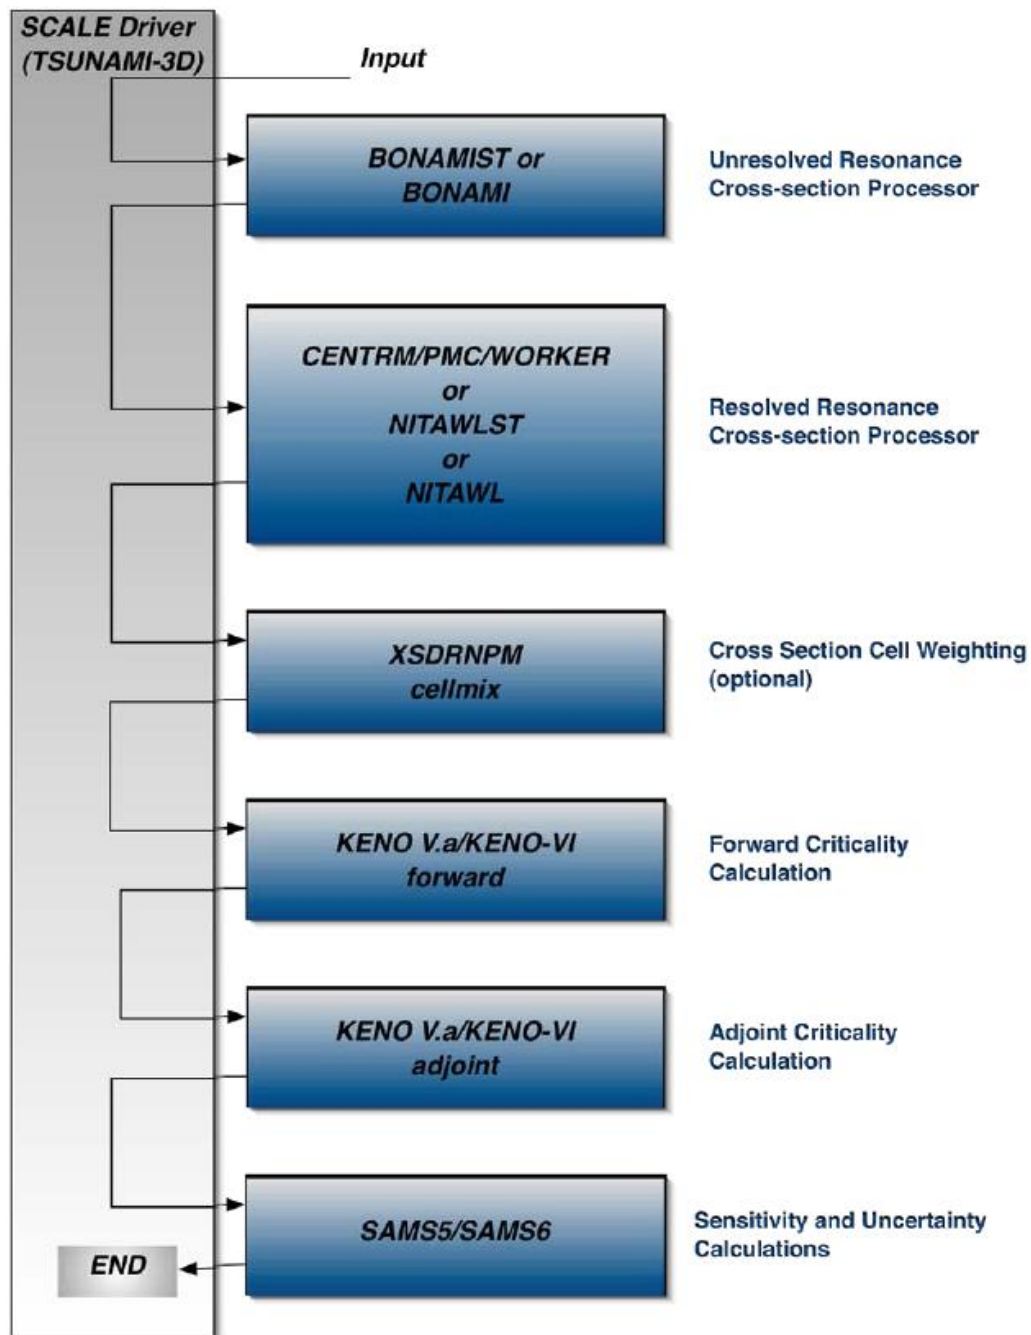 SCALE Driver
(TSUNAMI-3D)
Input
BONAMIST or
BONAMI
Unresolved Resonance
Cross-section Processor
CENTRM/PMC/WORKER
or
NITAWLST
or
NITAWL
Resolved Resonance
Cross-section Processor
XSDRNPM
cellmix
Cross Section Cell Weighting
(optional)
KENO V.a/KENO-VI
forward
Forward Criticality
Calculation
KENO V.a/KENO-VI
adjoint
Adjoint Criticality
Calculation
SAMS5/SAMS6
Sensitivity and Uncertainty
Calculations
END